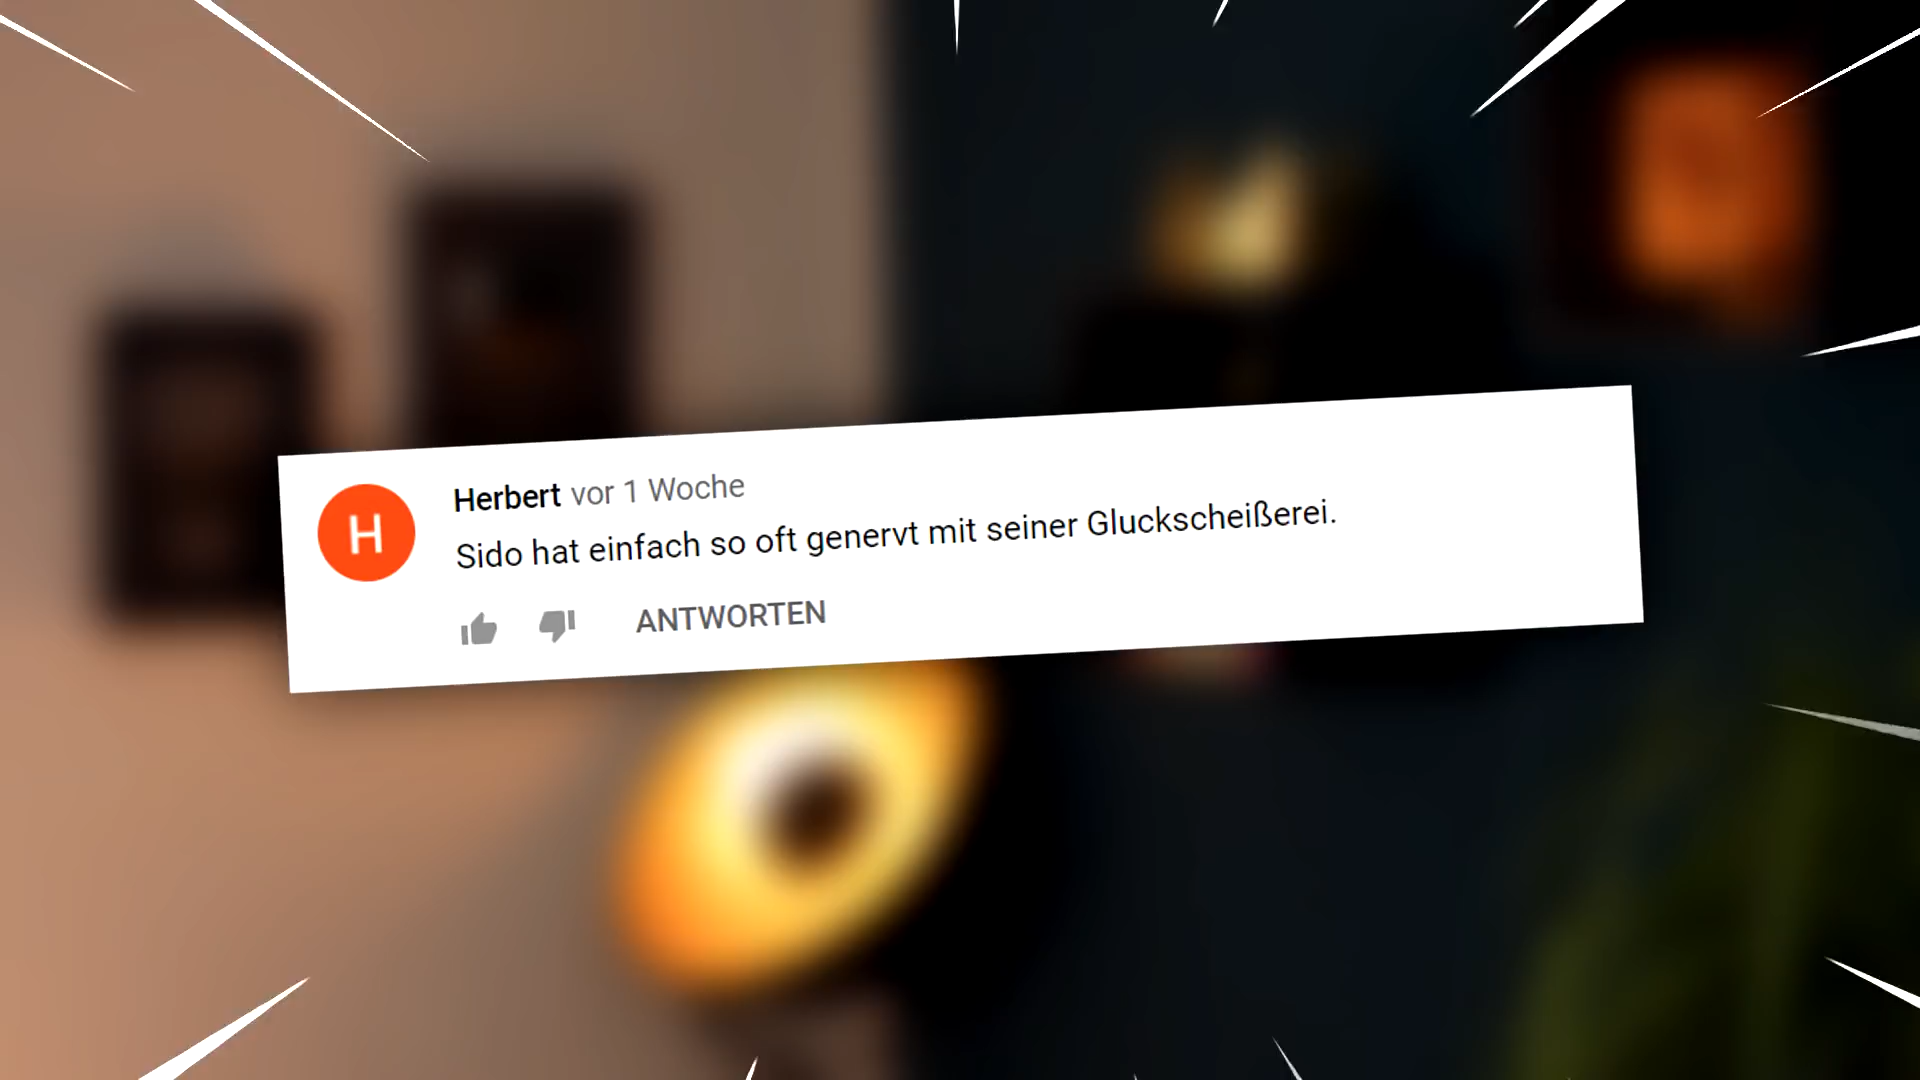 H
Herbert vor 1 Woche
Sido hat einfach so oft genervt mit seiner Gluckscheißerei.
ANTWORTEN